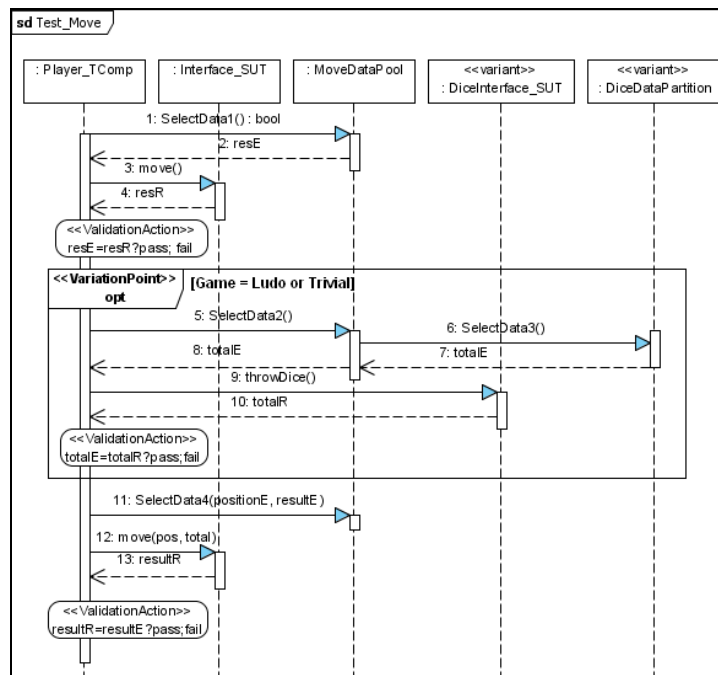 sd Test_Move
: Player_TComp
: Interface_SUT
: MoveDataPool
<<variant>>
: DiceInterface_SUT
<<variant>>
: DiceDataPartition
1: SelectData1() : bool
2: resE
3: move()
4: resR
<<ValidationAction>>
resE=resR?pass; fail
<<VariationPoint>>
opt
[Game = Ludo or Trivial]
5: SelectData2()
6: SelectData3()
7: totalE
8: totalE
9: throwDice()
10: totalR
<<ValidationAction>>
totalE=totalR?pass;fail
11: SelectData4(positionE, resultE)
12: move(pos, total)
13: resultR
<<ValidationAction>>
resultR=resultE?pass;fail